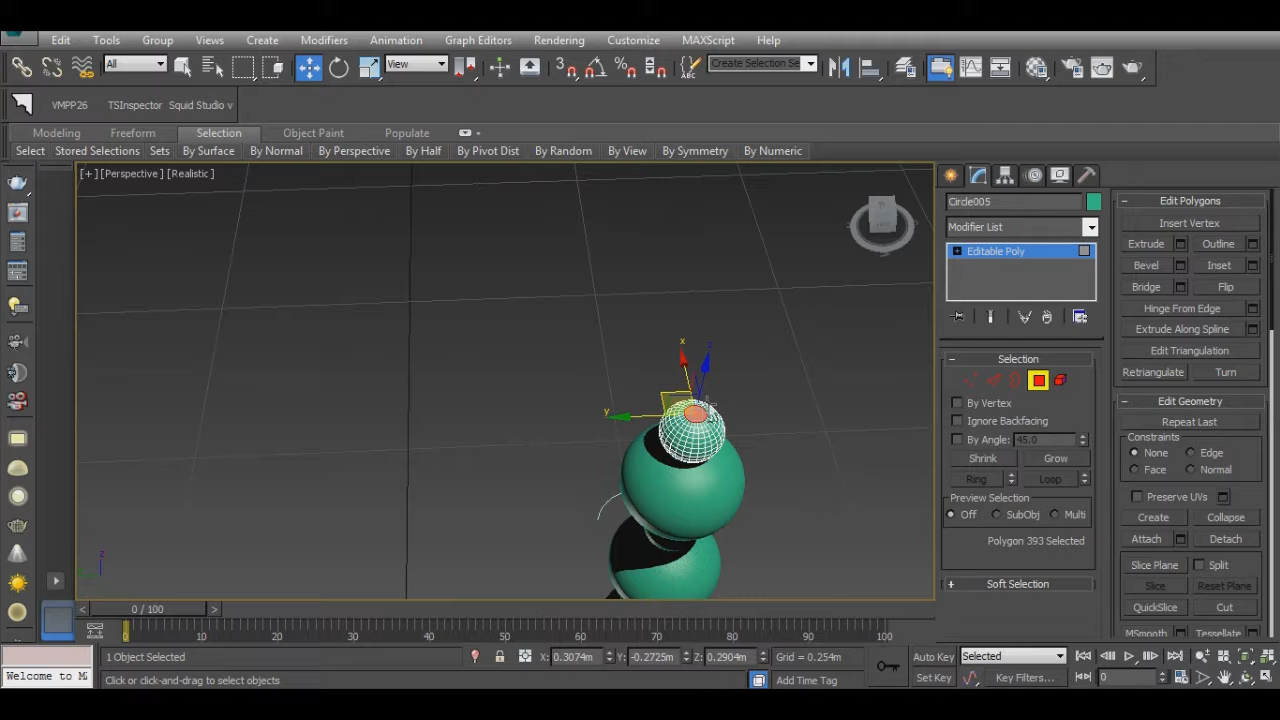 Edit Tools Group Views Create Modifiers Animation Graph Editors Rendering Customize MAXScript Help
All View 3 Create Selection Se
VMPP26 TSInspector Squid Studio v
Modeling Freeform Selection Object Paint Populate
Select Stored Selections Sets By Surface By Normal By Perspective By Half By Pivot Dist By Random By View By Symmetry By Numeric
[+] [Perspective] [Realistic]
x
z
y
z
0 / 100
0 10 20 30 40 50 60 70 80 90 100
Circle005
Modifier List
Editable Poly
Selection
By Vertex
Ignore Backfacing
By Angle: 45.0
Shrink Grow
Ring Loop
Preview Selection
Off SubObj Multi
Polygon 393 Selected
Soft Selection
Edit Polygons
Insert Vertex
Extrude Outline
Bevel Inset
Bridge Flip
Hinge From Edge
Extrude Along Spline
Edit Triangulation
Retriangulate Turn
Edit Geometry
Repeat Last
Constraints
None Edge
Face Normal
Preserve UVs
Create Collapse
Attach Detach
Slice Plane Split
Slice Reset Plane
QuickSlice Cut
MSmooth Tessellate
1 Object Selected X: 0.3074m Y: -0.2725m Z: 0.2904m Grid = 0.254m Auto Key Selected
Welcome to M Click or click-and-drag to select objects Add Time Tag Set Key Key Filters... 0